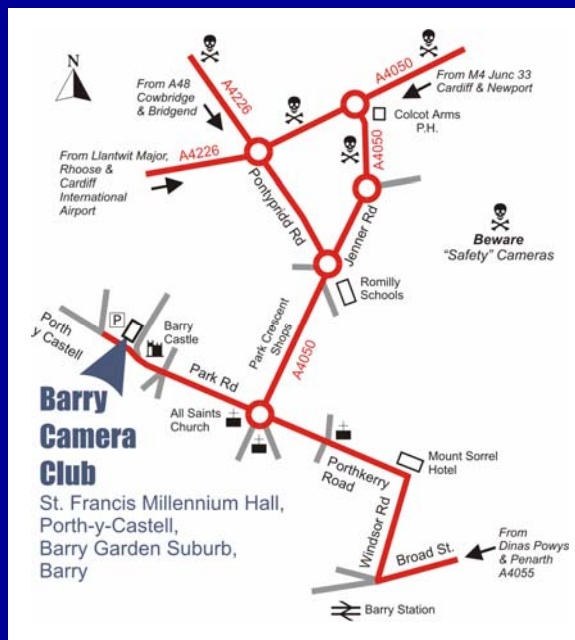 N
From A48
Cowbridge
& Bridgend
A4226
A4050
From M4 Junc 33
Cardiff & Newport
Colcot Arms
P.H.
From Llantwit Major,
Rhoose &
Cardiff
International
Airport
A4226
A4050
Pontypridd Rd
Jenner Rd
Beware
"Safety" Cameras
Romilly
Schools
Park Crescent
Shops
A4050
Porth
y Castell
P
Barry
Castle
Park Rd
All Saints
Church
Porthkerry
Road
Mount Sorrel
Hotel
Windsor Rd
Broad St.
From
Dinas Powys
& Penarth
A4055
Barry Station
Barry
Camera
Club
St. Francis Millennium Hall,
Porth-y-Castell,
Barry Garden Suburb,
Barry